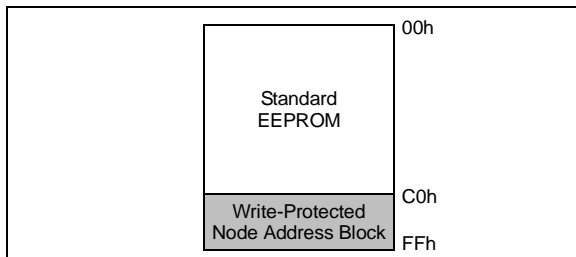 00h
Standard
EEPROM
C0h
Write-Protected
Node Address Block
FFh